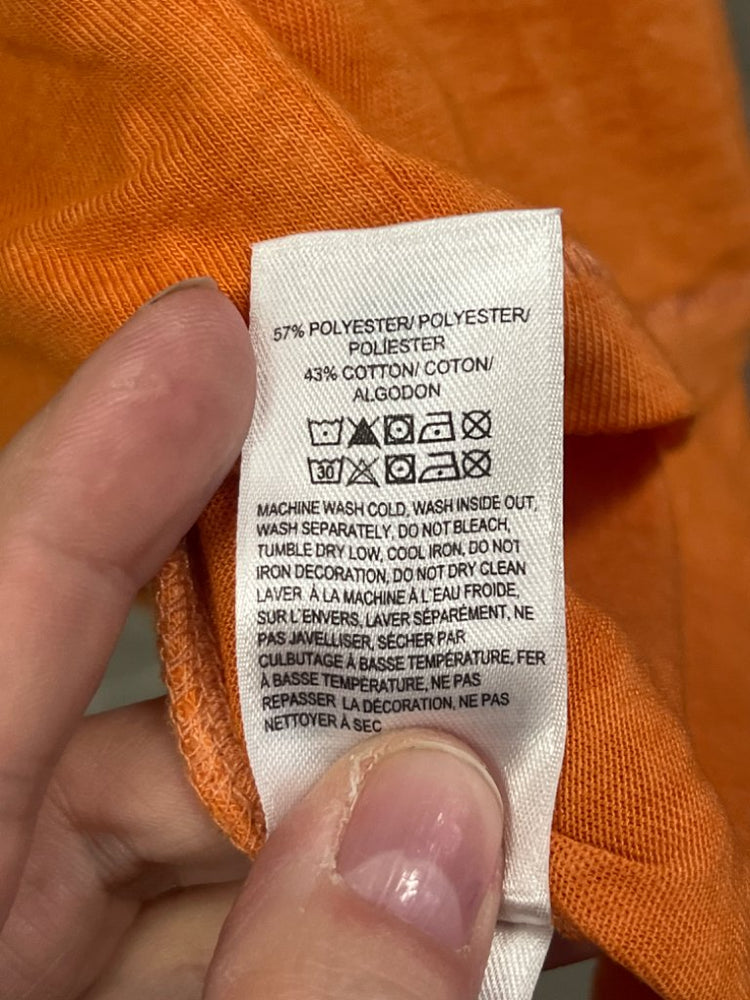 57% POLYESTER/ POLYESTER/
POLIESTER
43% COTTON/ COTON/
ALGODON
30
MACHINE WASH COLD, WASH INSIDE OUT,
WASH SEPARATELY, DO NOT BLEACH,
TUMBLE DRY LOW, COOL IRON, DO NOT
IRON DECORATION, DO NOT DRY CLEAN
LAVER À LA MACHINE À L'EAU FROIDE,
SUR L'ENVERS, LAVER SÉPARÉMENT, NE
PAS JAVELLISER, SÉCHER PAR
CULBUTAGE À BASSE TEMPÉRATURE, FER
À BASSE TEMPÉRATURE, NE PAS
REPASSER LA DÉCORATION, NE PAS
NETTOYER À SEC